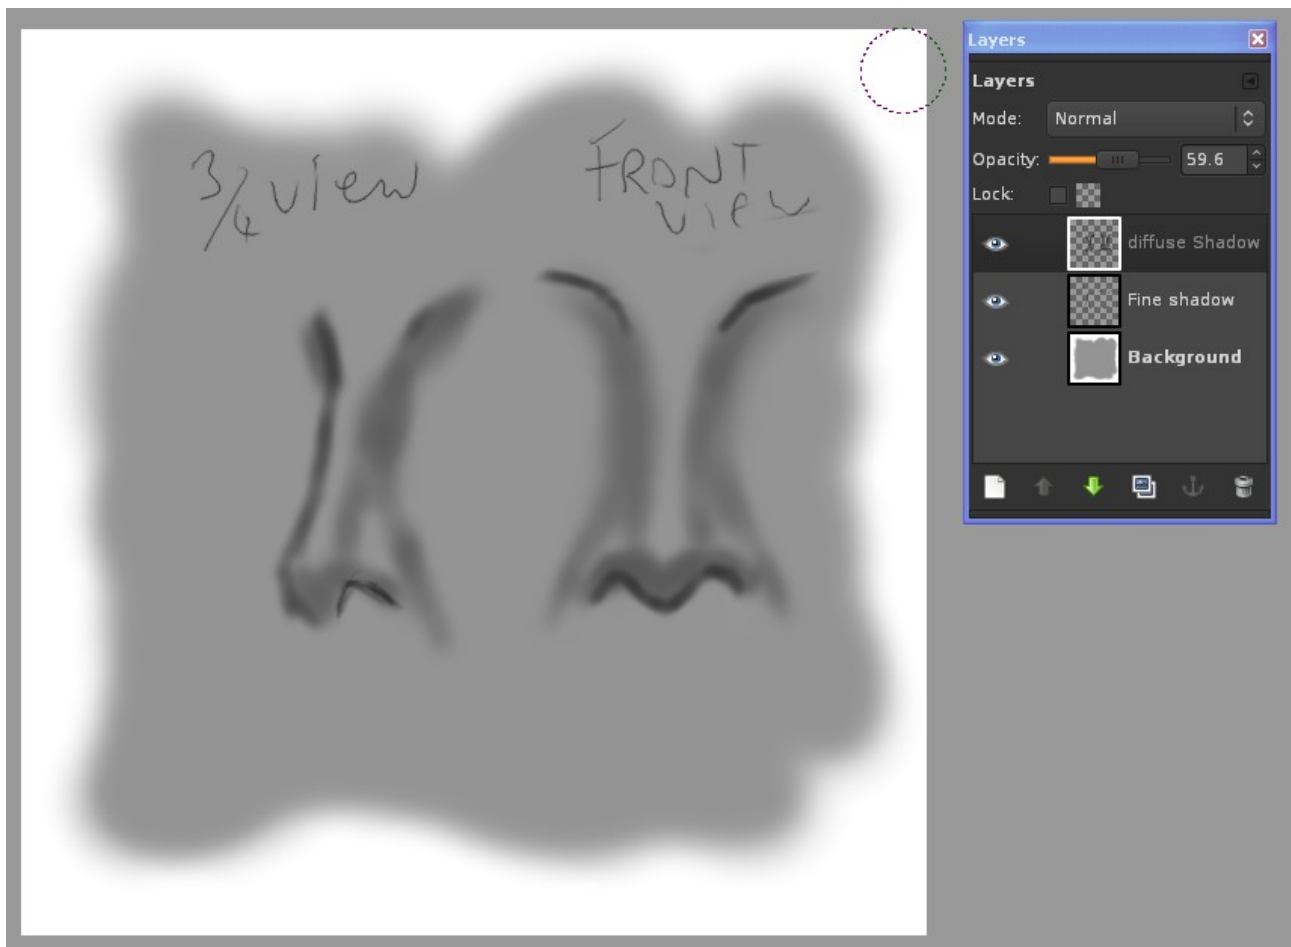 3/4 view
FRONT
view
Layers
Layers
Mode: Normal
Opacity: 59.6
Lock:
diffuse Shadow
Fine shadow
Background